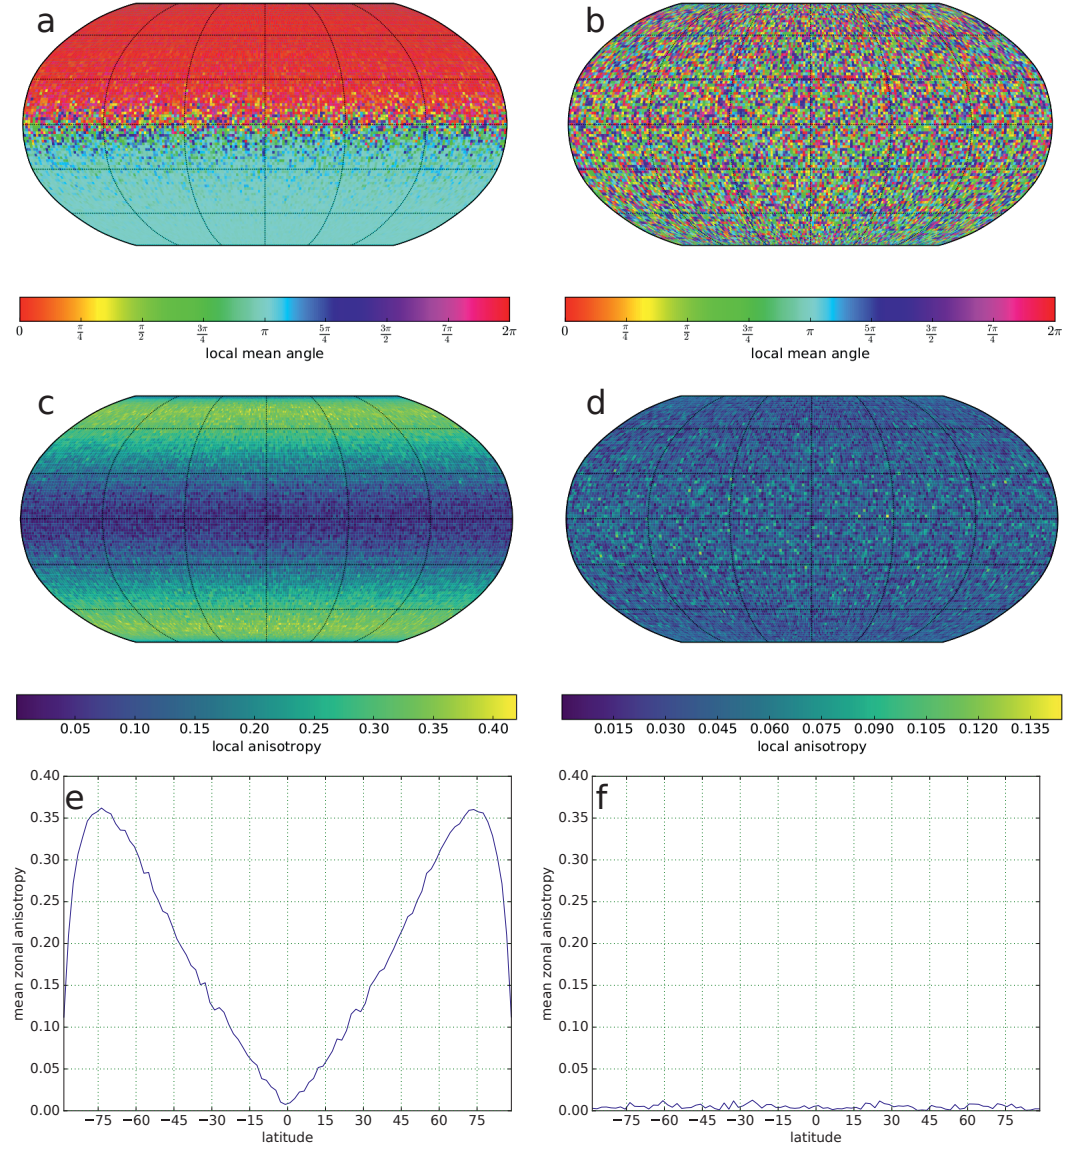 a
b
0 π/4 π/2 3π/4 π 5π/4 3π/2 7π/4 2π
local mean angle
0 π/4 π/2 3π/4 π 5π/4 3π/2 7π/4 2π
local mean angle
c
d
0.05 0.10 0.15 0.20 0.25 0.30 0.35 0.40
local anisotropy
0.015 0.030 0.045 0.060 0.075 0.090 0.105 0.120 0.135
local anisotropy
e
mean zonal anisotropy
0.40
0.35
0.30
0.25
0.20
0.15
0.10
0.05
0.00
−75 −60 −45 −30 −15 0 15 30 45 60 75
latitude
f
mean zonal anisotropy
0.40
0.35
0.30
0.25
0.20
0.15
0.10
0.05
0.00
−75 −60 −45 −30 −15 0 15 30 45 60 75
latitude